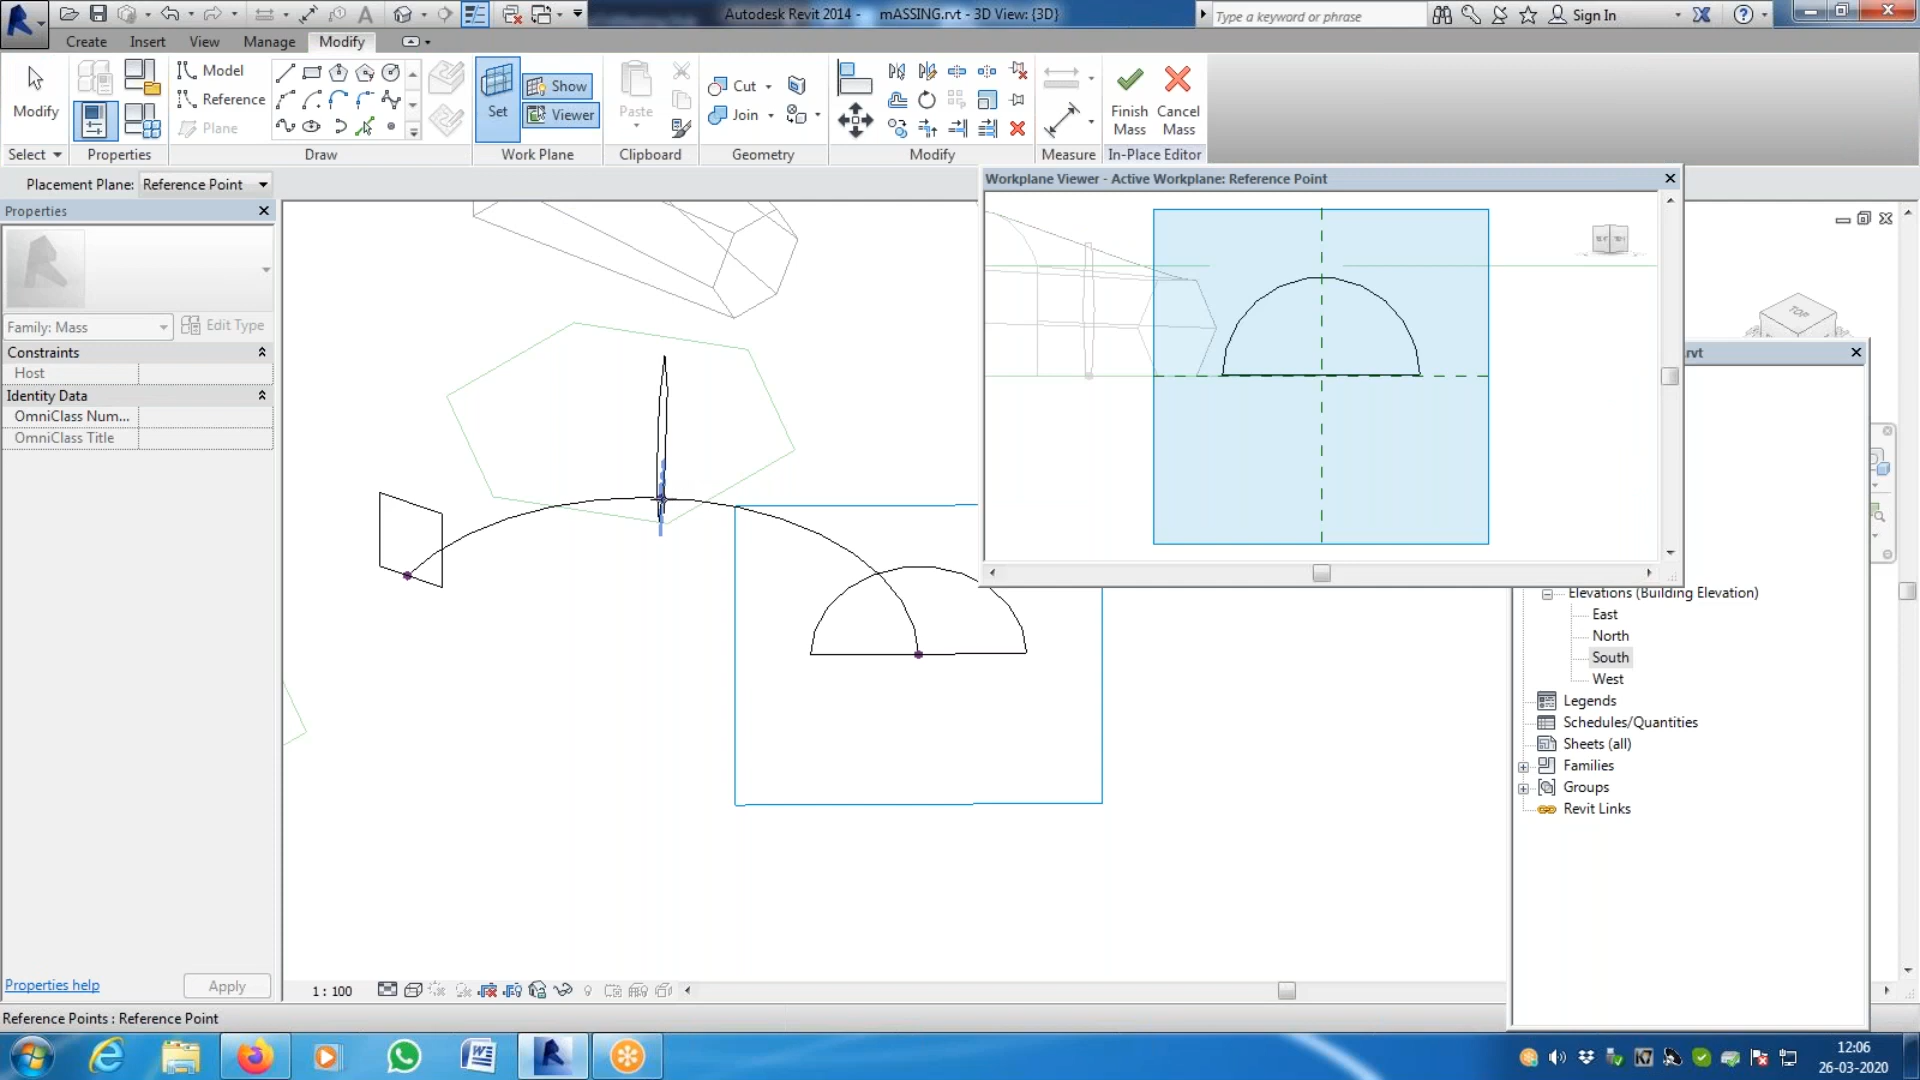 Autodesk Revit 2014 - mASSING.rvt - 3D View: {3D}
Type a keyword or phrase
Sign In
Create Insert View Manage Modify
Modify
Model
Reference
Plane
Set
Show
Viewer
Paste
Cut
Join
Finish Mass
Cancel Mass
Select Properties Draw Work Plane Clipboard Geometry Modify Measure In-Place Editor
Placement Plane: Reference Point
Properties
Family: Mass
Edit Type
Constraints
Host
Identity Data
OmniClass Num...
OmniClass Title
Properties help
Apply
Workplane Viewer - Active Workplane: Reference Point
TOP
.rvt
Elevations (Building Elevation)
East
North
South
West
Legends
Schedules/Quantities
Sheets (all)
Families
Groups
Revit Links
1 : 100
Reference Points : Reference Point
12:06
26-03-2020